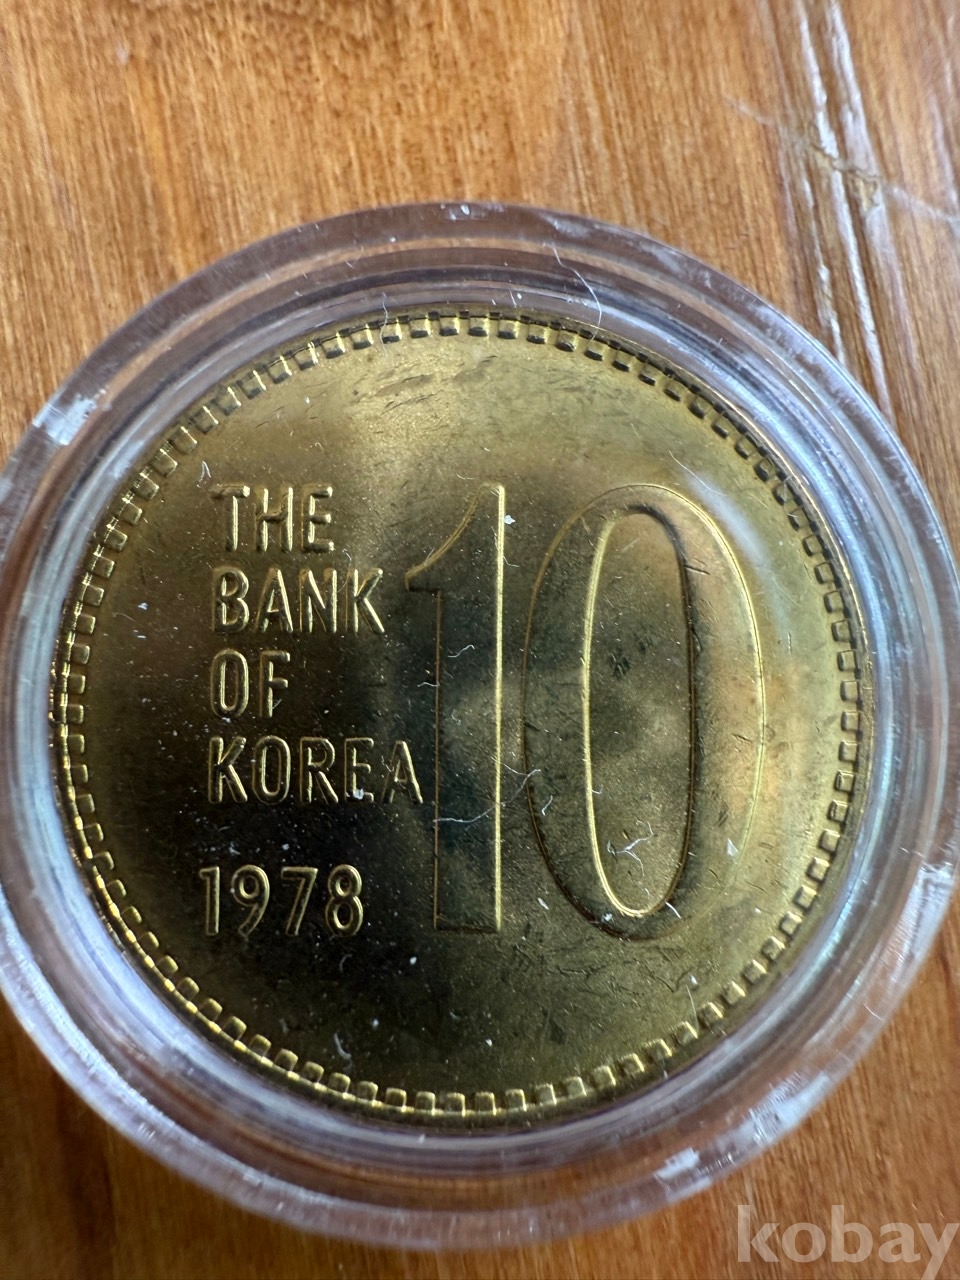 THE
BANK
OF
KOREA
1978
10
kobay